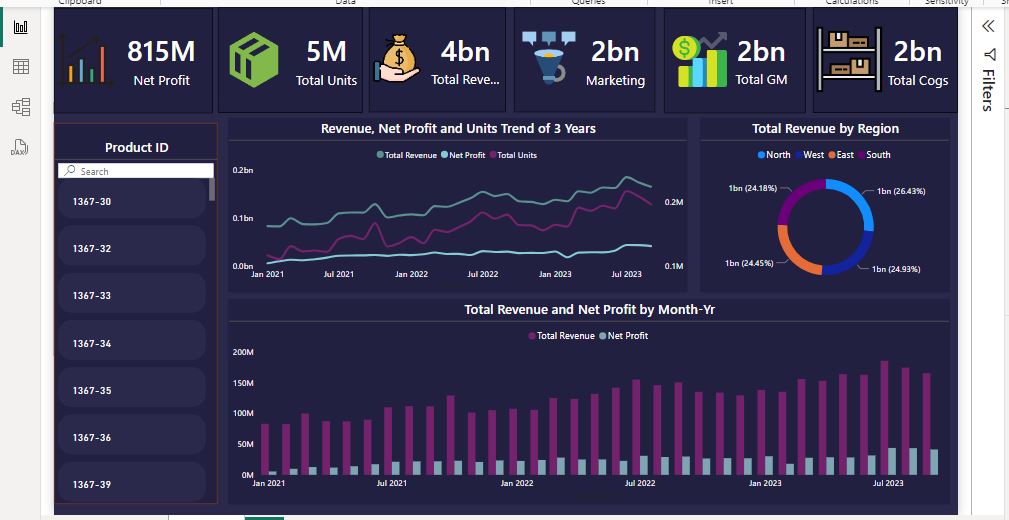 Clipboard
Data
Queries
Insert
Calculations
Sensitivity
815M
Net Profit
5M
Total Units
4bn
Total Reve...
2bn
Marketing
2bn
Total GM
2bn
Total Cogs
Filters
DAX
Product ID
Search
1367-30
1367-32
1367-33
1367-34
1367-35
1367-36
1367-39
Revenue, Net Profit and Units Trend of 3 Years
Total Revenue Net Profit Total Units
0.2bn
0.1bn
0.0bn
0.2M
0.1M
Jan 2021 Jul 2021 Jan 2022 Jul 2022 Jan 2023 Jul 2023
Total Revenue by Region
North West East South
1bn (24.18%)
1bn (26.43%)
1bn (24.45%)
1bn (24.93%)
Total Revenue and Net Profit by Month-Yr
Total Revenue Net Profit
200M
150M
100M
50M
0M
Jan 2021 Jul 2021 Jan 2022 Jul 2022 Jan 2023 Jul 2023